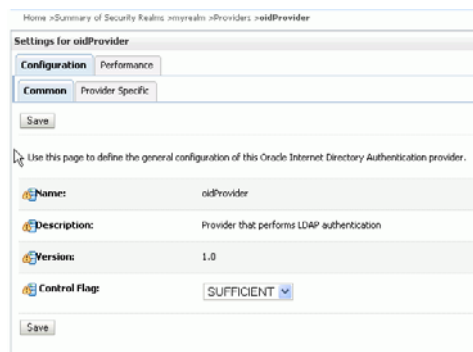 Home >Summary of Security Realms >myrealm >Providers >oidProvider
Settings for oidProvider
Configuration Performance
Common Provider Specific
Save
Use this page to define the general configuration of this Oracle Internet Directory Authentication provider.
Name: oidProvider
Description: Provider that performs LDAP authentication
Version: 1.0
Control Flag: SUFFICIENT
Save